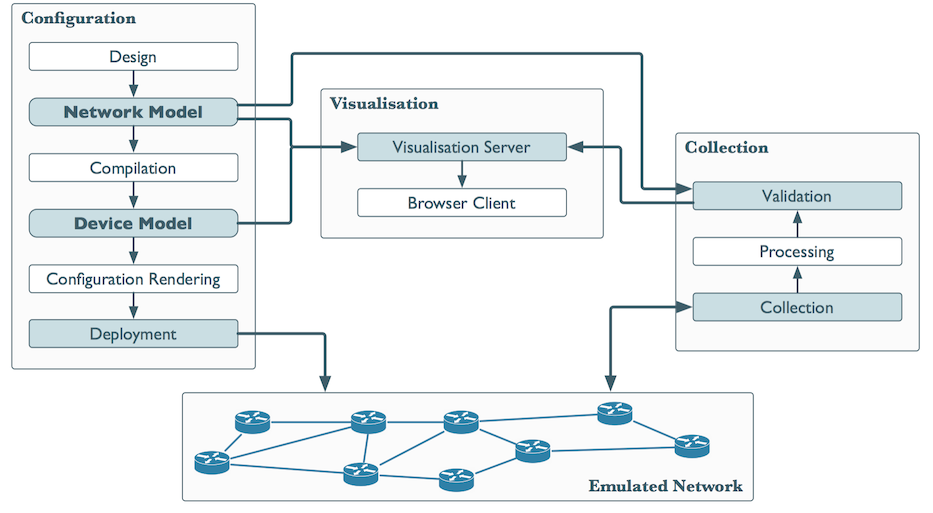 Configuration
Design
Network Model
Compilation
Device Model
Configuration Rendering
Deployment
Visualisation
Visualisation Server
Browser Client
Collection
Validation
Processing
Collection
Emulated Network